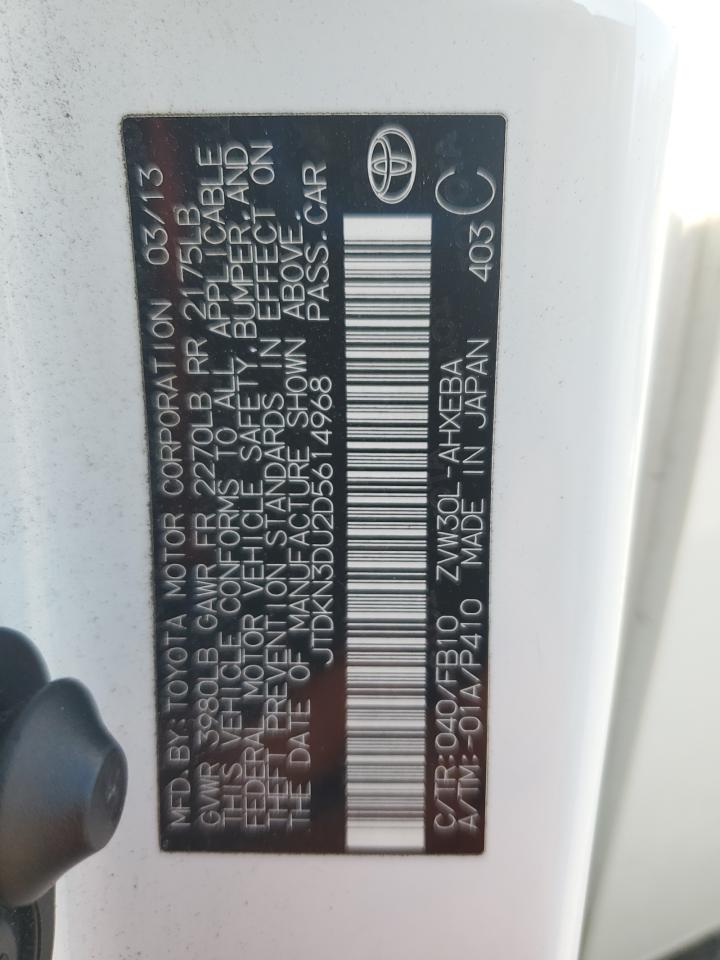 MFD. BY: TOYOTA MOTOR CORPORATION 03/13
GVWR 3980LB GAWR FR 2270LB RR 2175LB
THIS VEHICLE CONFORMS TO ALL APPLICABLE
FEDERAL MOTOR VEHICLE SAFETY, BUMPER, AND
THEFT PREVENTION STANDARDS IN EFFECT ON
THE DATE OF MANUFACTURE SHOWN ABOVE.
JTDKN3DU2D5614968 PASS. CAR
C/TR: 040/FB10 ZVW30L-AHXEBA
A/TM: -01A/P410 MADE IN JAPAN 403 C